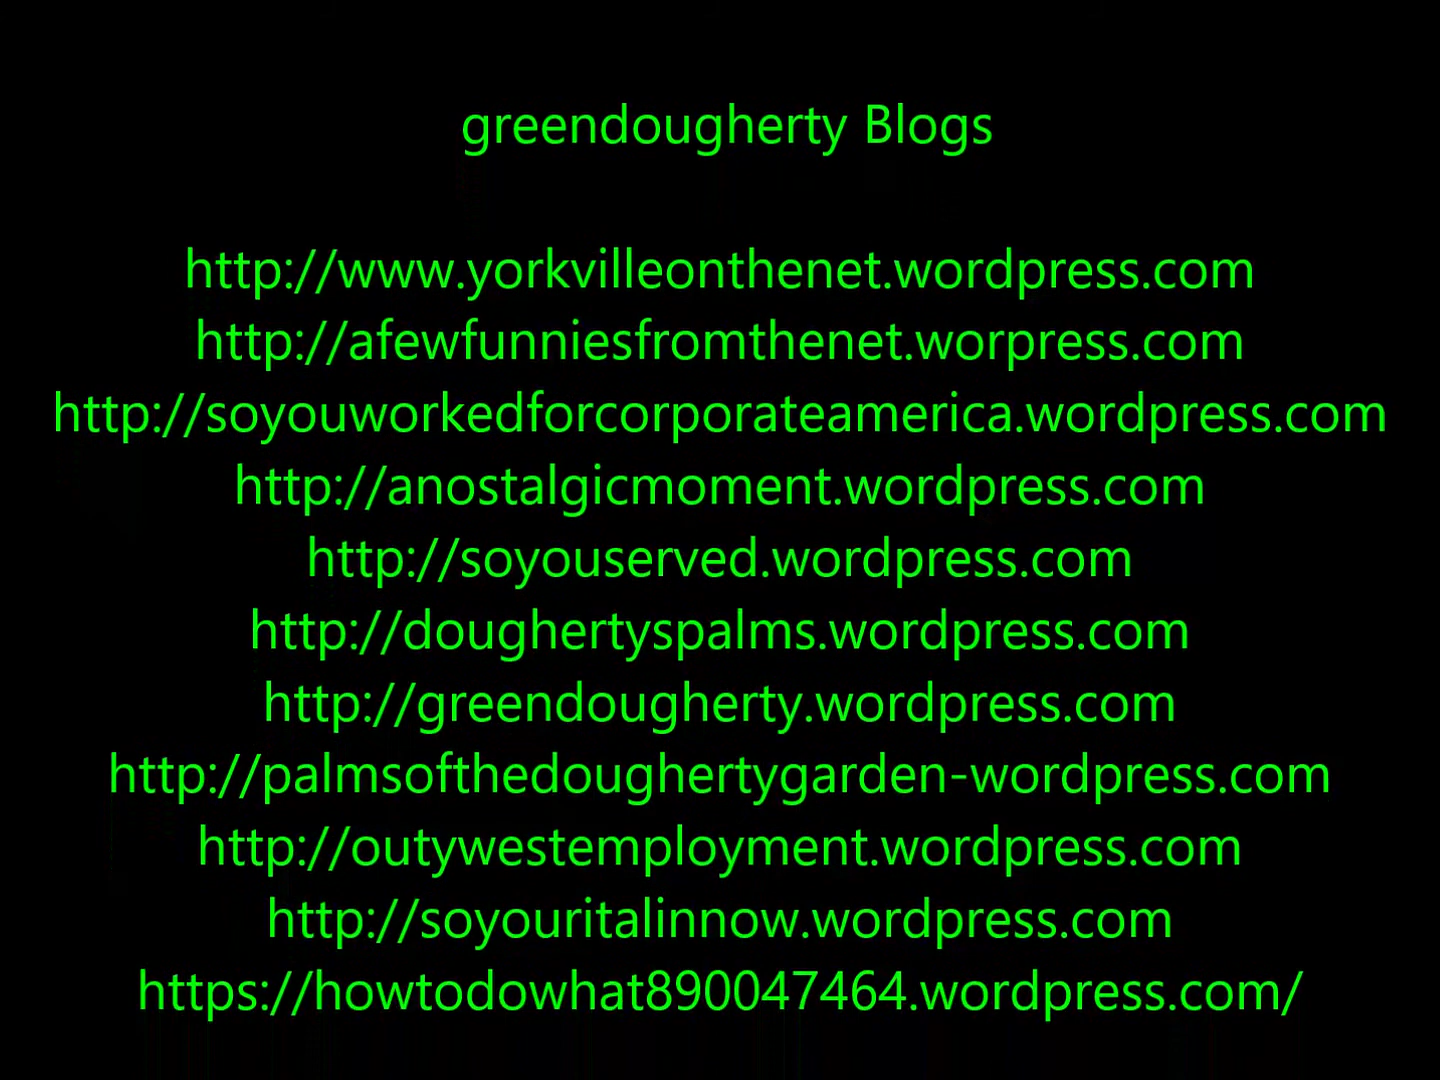 greendougherty Blogs
http://www.yorkvilleonthenet.wordpress.com
http://afewfunniesfromthenet.worpress.com
http://soyouworkedforcorporateamerica.wordpress.com
http://anostalgicmoment.wordpress.com
http://soyouserved.wordpress.com
http://doughertyspalms.wordpress.com
http://greendougherty.wordpress.com
http://palmsofthedoughertygarden-wordpress.com
http://outywestemployment.wordpress.com
http://soyouritalinnow.wordpress.com
https://howtodowhat890047464.wordpress.com/